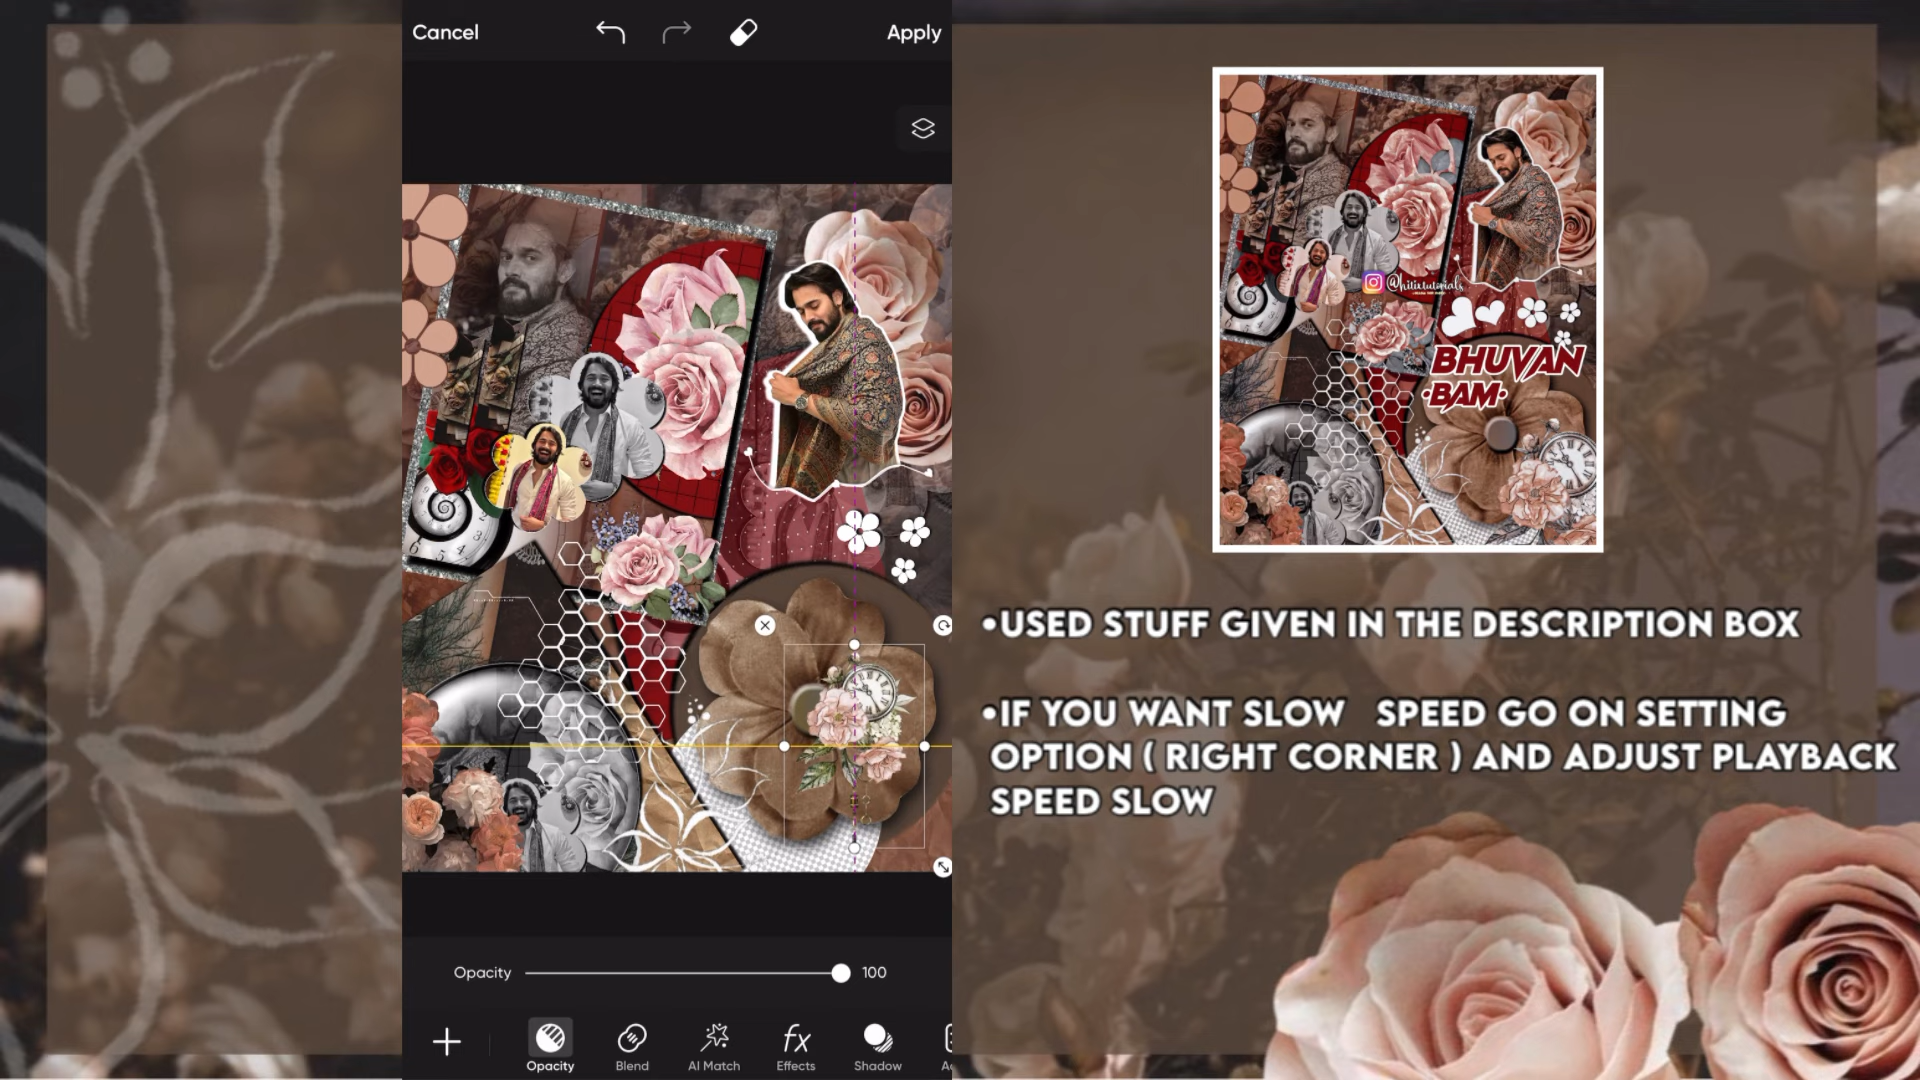 Cancel
Apply
Opacity 100
Opacity
Blend
AI Match
Effects
Shadow
@hitixtutorials
BHUVAN
•BAM•
•USED STUFF GIVEN IN THE DESCRIPTION BOX
•IF YOU WANT SLOW SPEED GO ON SETTING
OPTION ( RIGHT CORNER ) AND ADJUST PLAYBACK
SPEED SLOW